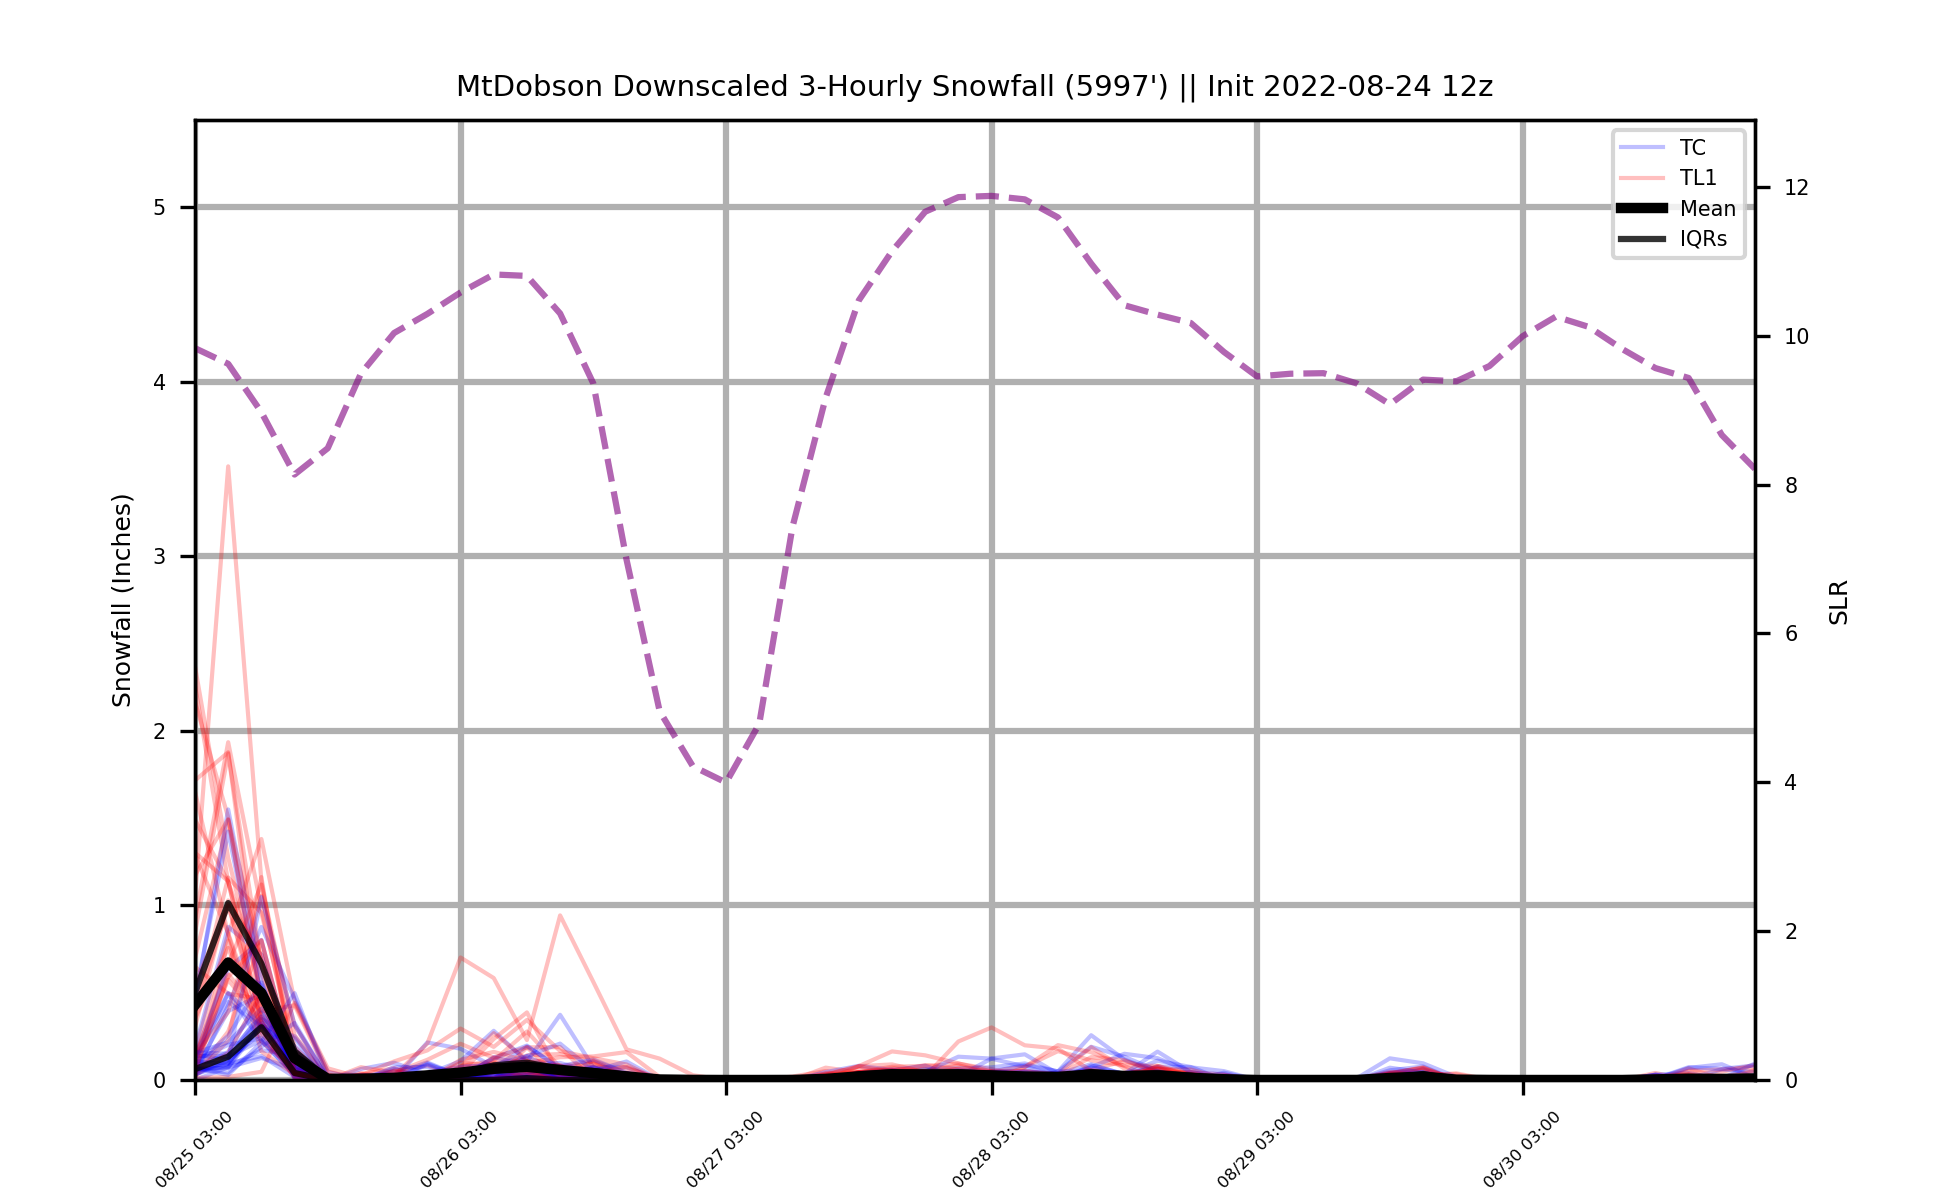 MtDobson Downscaled 3-Hourly Snowfall (5997') || Init 2022-08-24 12z
TC
TL1
Mean
IQRs
Snowfall (Inches)
5
4
3
2
1
0
SLR
12
10
8
6
4
2
0
08/25 03:00
08/26 03:00
08/27 03:00
08/28 03:00
08/29 03:00
08/30 03:00